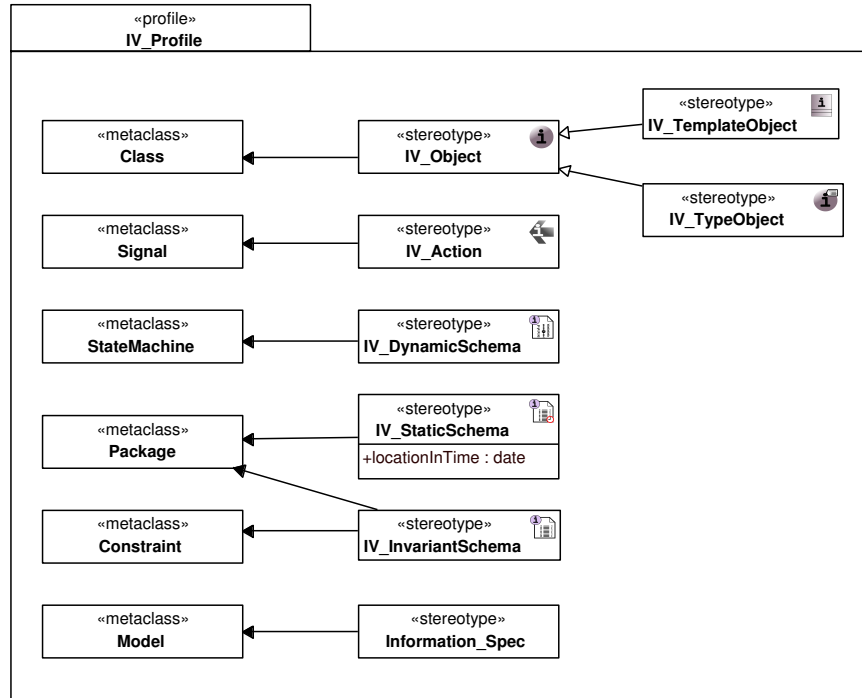 «profile»
IV_Profile
«metaclass»
Class
«stereotype»
IV_Object
«stereotype»
IV_TemplateObject
«stereotype»
IV_TypeObject
«metaclass»
Signal
«stereotype»
IV_Action
«metaclass»
StateMachine
«stereotype»
IV_DynamicSchema
«metaclass»
Package
«stereotype»
IV_StaticSchema
+locationInTime : date
«metaclass»
Constraint
«stereotype»
IV_InvariantSchema
«metaclass»
Model
«stereotype»
Information_Spec